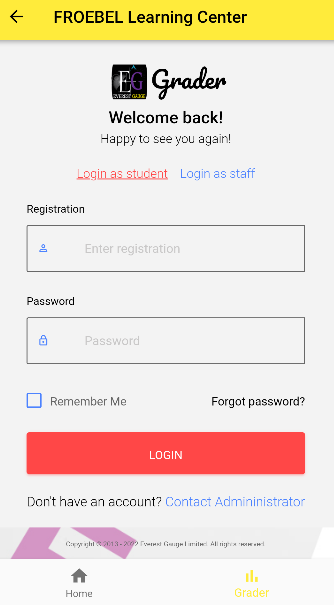 FROEBEL Learning Center
EG Grader
EVEREST GAUGE
Welcome back!
Happy to see you again!
Login as student Login as staff
Registration
Enter registration
Password
Password
Remember Me Forgot password?
LOGIN
Don't have an account? Contact Admininistrator
Copyright © 2013 - 2022 Everest Gauge Limited. All rights reserved.
Home Grader